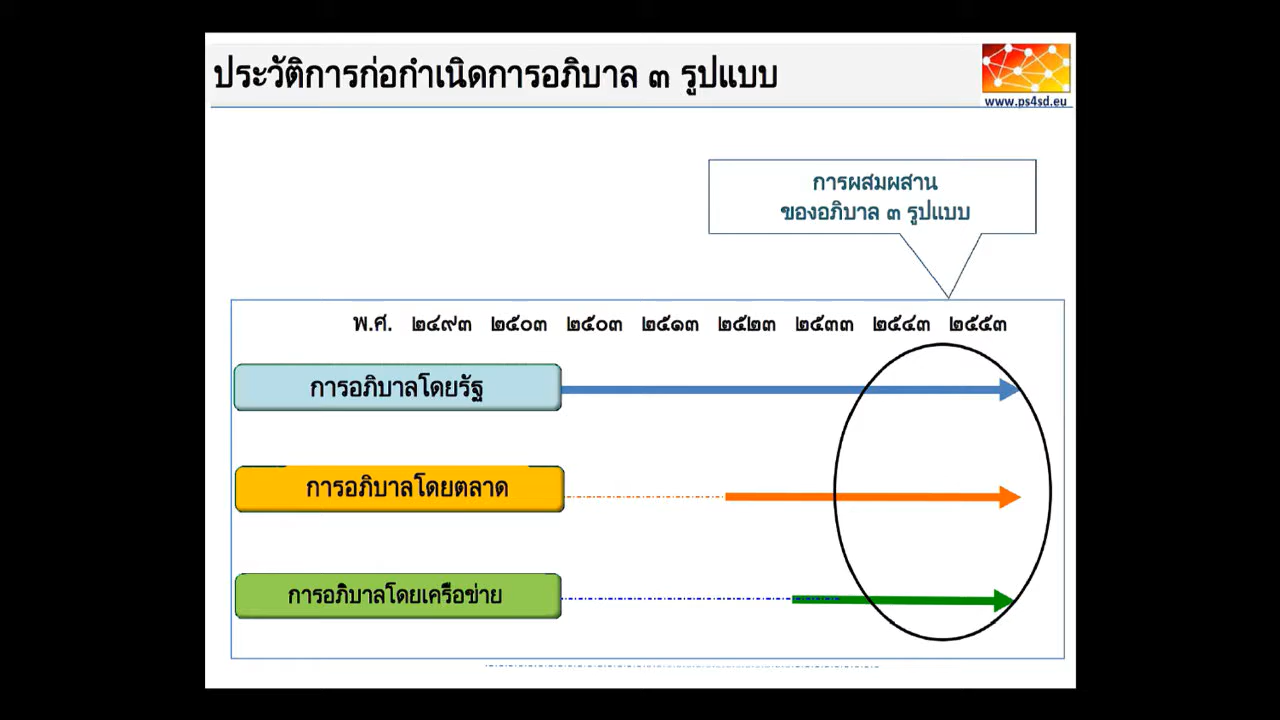 ประวัติการก่อกำเนิดการอภิบาล ๓ รูปแบบ
www.ps4sd.eu
การผสมผสาน
ของอภิบาล ๓ รูปแบบ
พ.ศ. ๒๔๙๓ ๒๕๐๓ ๒๕๐๓ ๒๕๑๓ ๒๕๒๓ ๒๕๓๓ ๒๕๔๓ ๒๕๕๓
การอภิบาลโดยรัฐ
การอภิบาลโดยตลาด
การอภิบาลโดยเครือข่าย